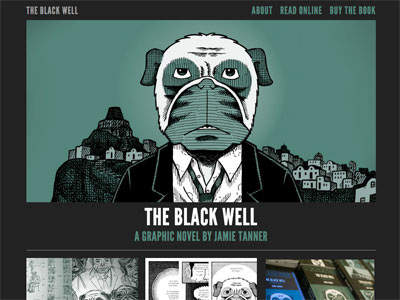 THE BLACK WELL
ABOUT READ ONLINE BUY THE BOOK
THE BLACK WELL
A GRAPHIC NOVEL BY JAMIE TANNER